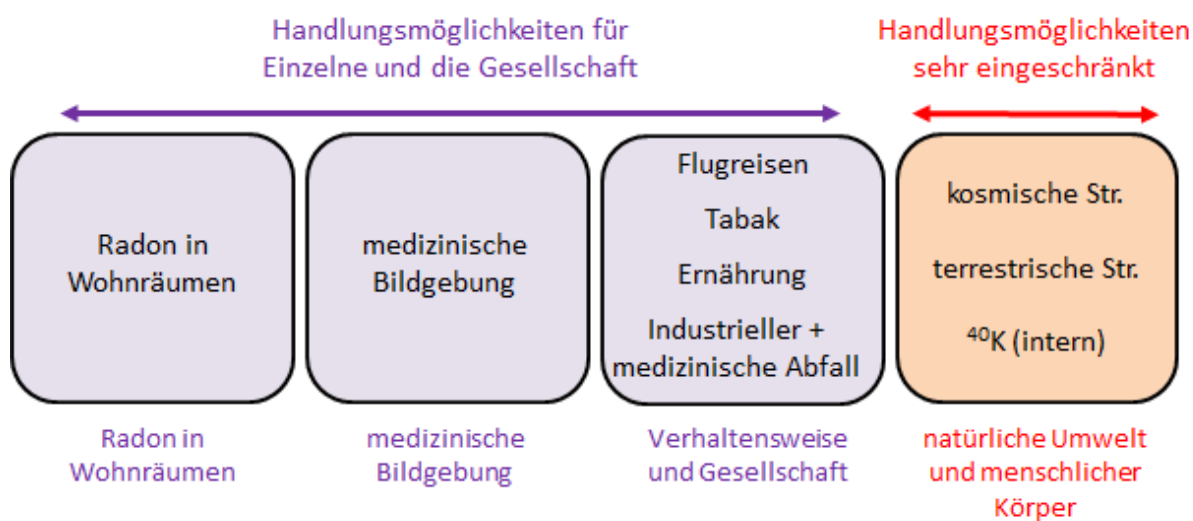 Handlungsmöglichkeiten für
Einzelne und die Gesellschaft
Handlungsmöglichkeiten
sehr eingeschränkt
Radon in
Wohnräumen
medizinische
Bildgebung
Flugreisen
Tabak
Ernährung
Industrieller +
medizinische Abfall
kosmische Str.
terrestrische Str.
⁴⁰K (intern)
Radon in
Wohnräumen
medizinische
Bildgebung
Verhaltensweise
und Gesellschaft
natürliche Umwelt
und menschlicher
Körper